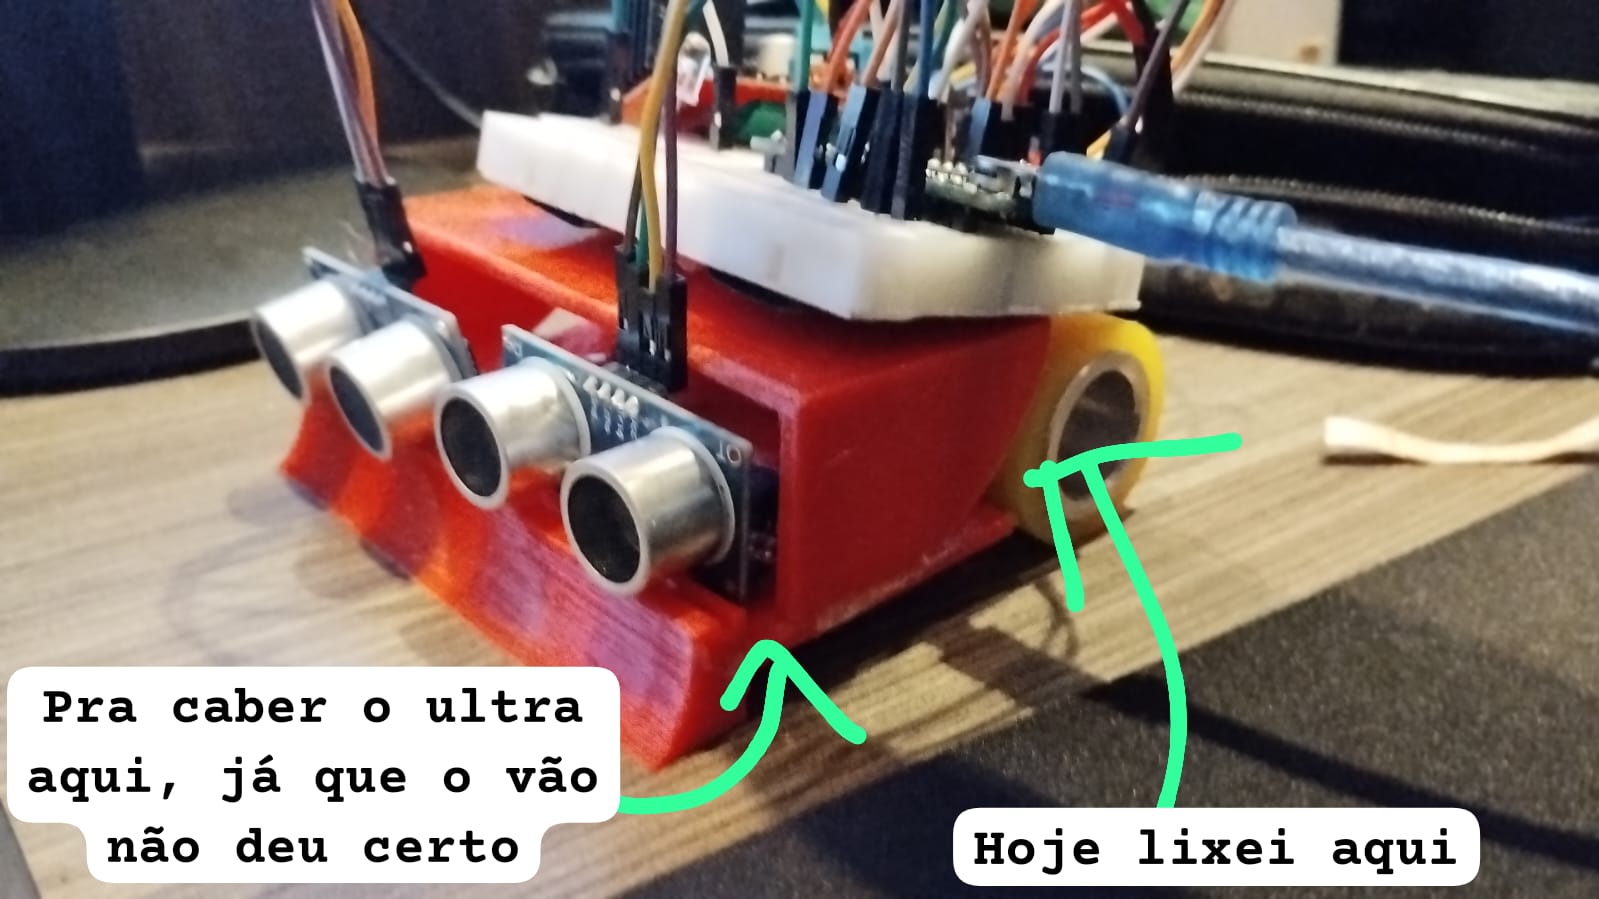 Pra caber o ultra
aqui, já que o vão
não deu certo
Hoje lixei aqui